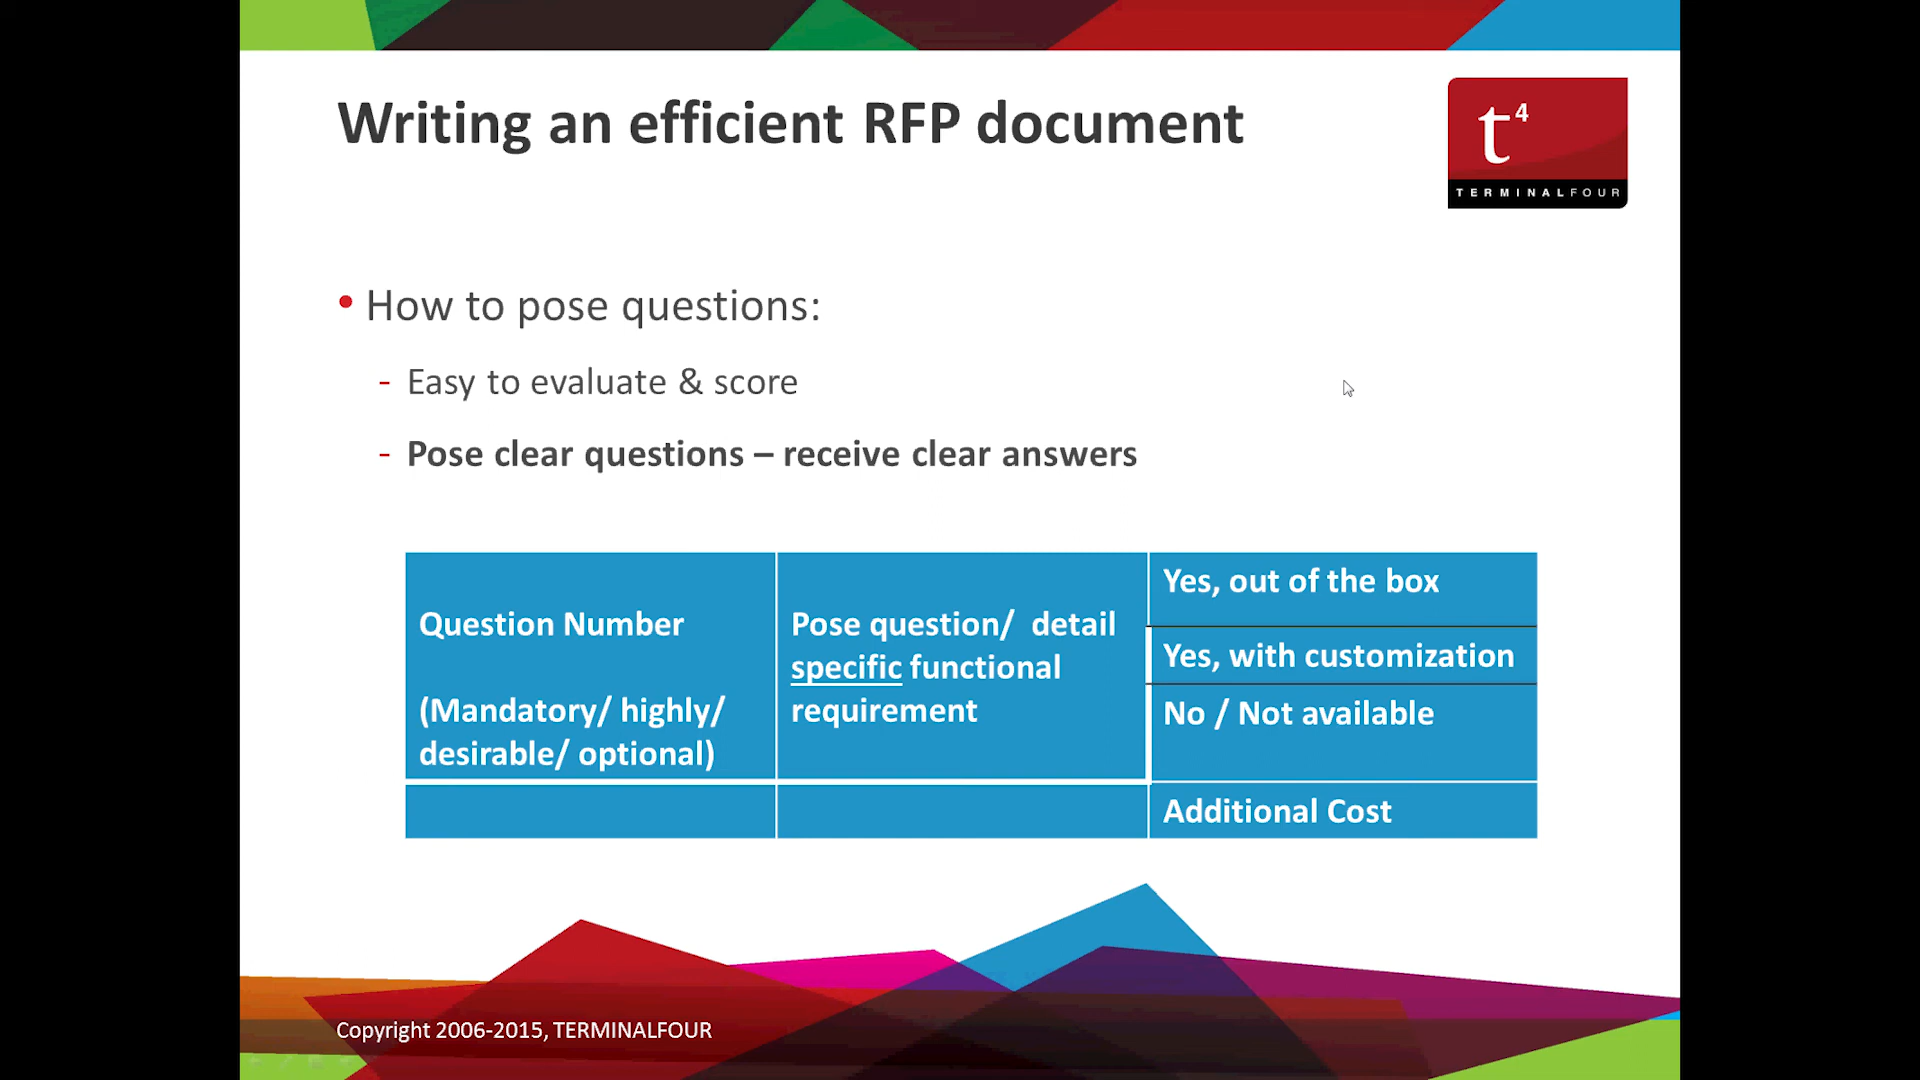 Writing an efficient RFP document
t4
TERMINALFOUR
• How to pose questions:
- Easy to evaluate & score
- Pose clear questions – receive clear answers
Question Number
(Mandatory/ highly/
desirable/ optional)
Pose question/ detail
specific functional
requirement
Yes, out of the box
Yes, with customization
No / Not available
Additional Cost
Copyright 2006-2015, TERMINALFOUR